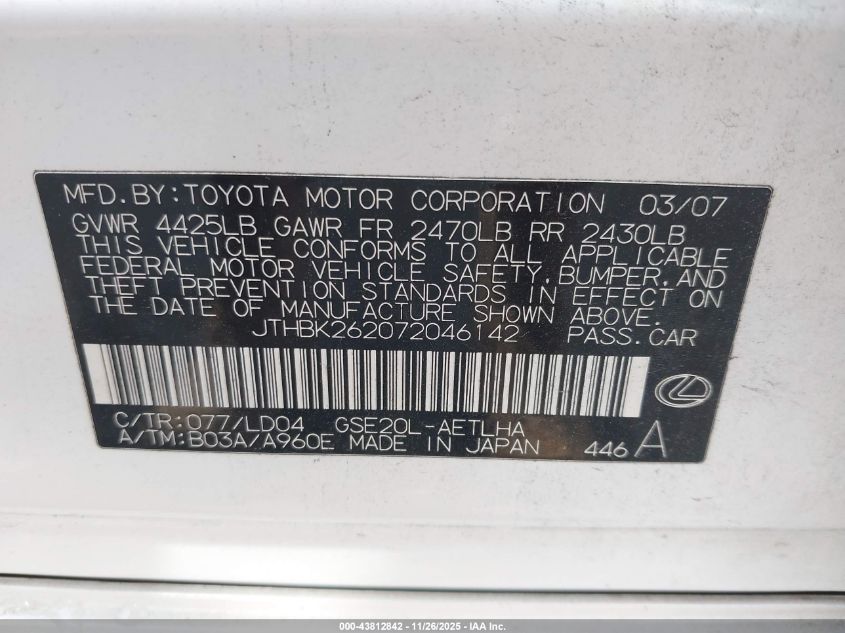 MFD.BY:TOYOTA MOTOR CORPORATION 03/07
GVWR 4425LB GAWR FR 2470LB RR 2430LB
THIS VEHICLE CONFORMS TO ALL APPLICABLE
FEDERAL MOTOR VEHICLE SAFETY,BUMPER,AND
THEFT PREVENTION STANDARDS IN EFFECT ON
THE DATE OF MANUFACTURE SHOWN ABOVE.
JTHBK262072046142 PASS.CAR
C/TR:077/LD04 GSE20L-AETLHA
A/TM:B03A/A960E MADE IN JAPAN 446 A
000-43812842 - 11/26/2025 - IAA Inc.